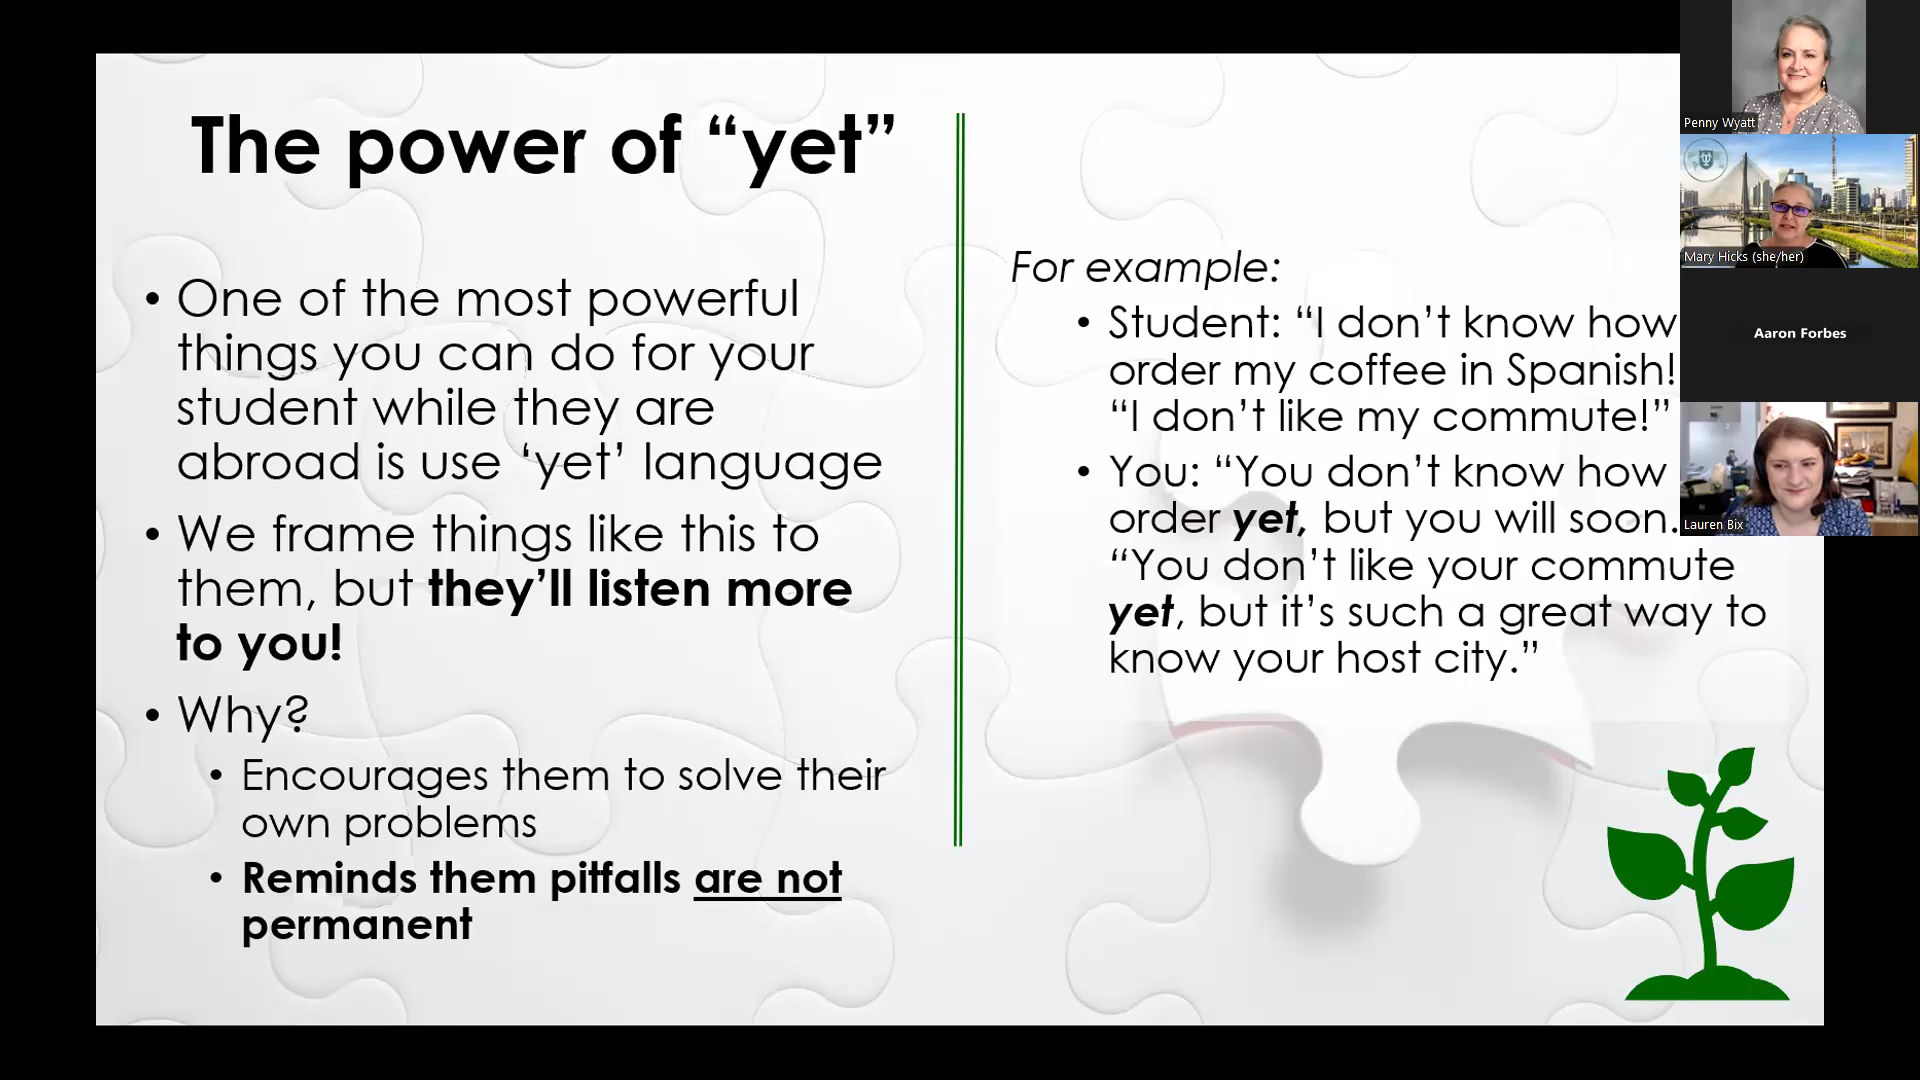 The power of “yet”
• One of the most powerful
things you can do for your
student while they are
abroad is use ‘yet’ language
• We frame things like this to
them, but they’ll listen more
to you!
• Why?
• Encourages them to solve their
own problems
• Reminds them pitfalls are not
permanent
For example:
• Student: “I don’t know how
order my coffee in Spanish!
“I don’t like my commute!”
• You: “You don’t know how
order yet, but you will soon.
“You don’t like your commute
yet, but it’s such a great way to
know your host city.”
Penny Wyatt
Mary Hicks (she/her)
Aaron Forbes
Lauren Bix